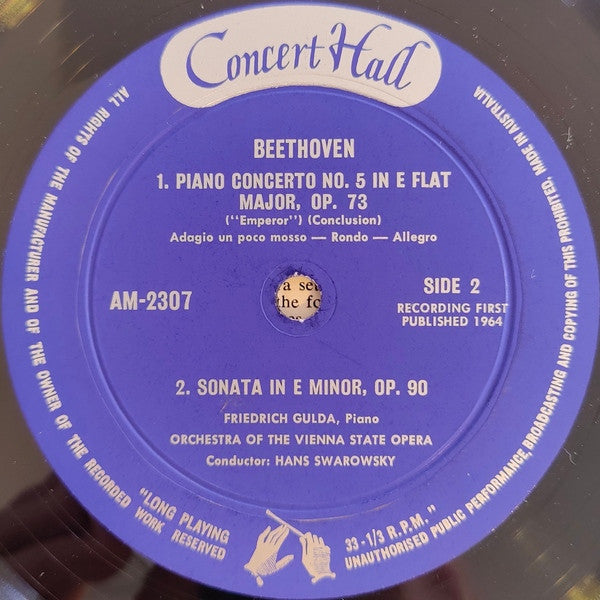 Concert Hall
BEETHOVEN
1. PIANO CONCERTO NO. 5 IN E FLAT
MAJOR, OP. 73
("Emperor") (Conclusion)
Adagio un poco mosso — Rondo — Allegro
AM-2307
a set
the fo
SIDE 2
RECORDING FIRST
PUBLISHED 1964
2. SONATA IN E MINOR, OP. 90
FRIEDRICH GULDA, Piano
ORCHESTRA OF THE VIENNA STATE OPERA
Conductor: HANS SWAROWSKY
ALL RIGHTS OF THE MANUFACTURER AND OF THE OWNER OF THE RECORDED WORK RESERVED
"LONG PLAYING
33-1/3 R.P.M."
UNAUTHORISED PUBLIC PERFORMANCE, BROADCASTING AND COPYING OF THIS PROHIBITED, MADE IN AUSTRALIA